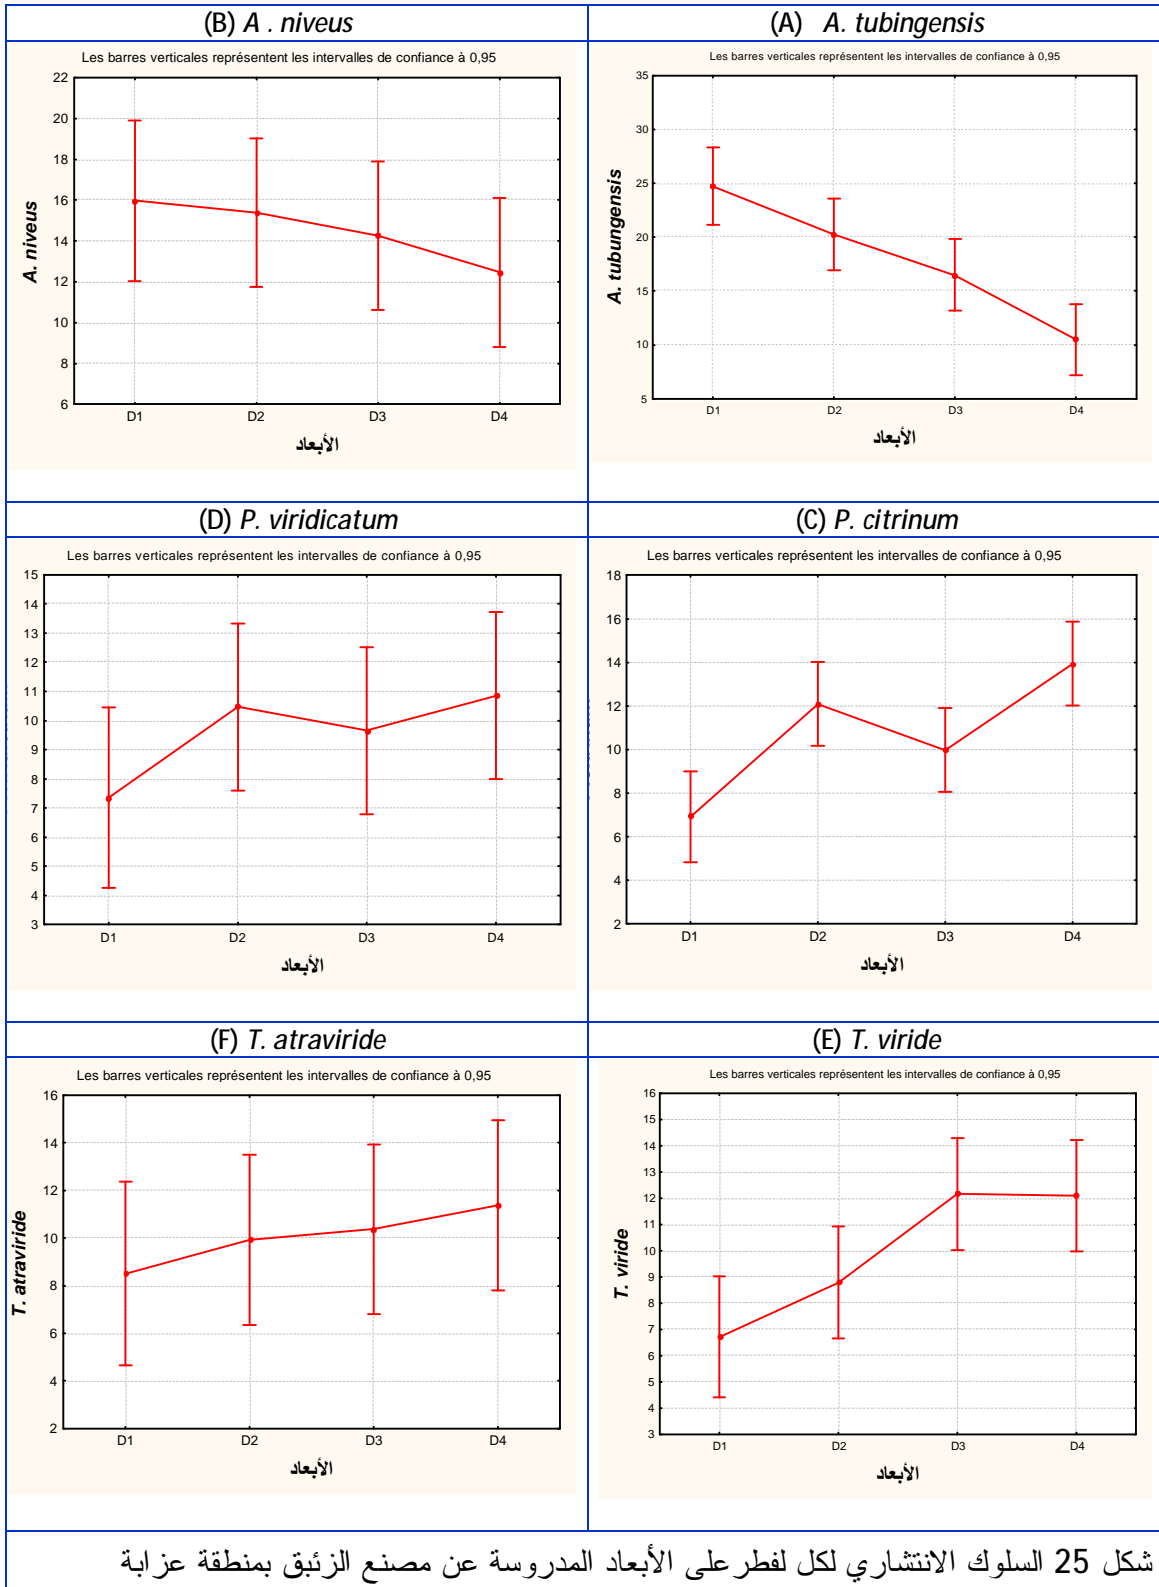 (B) A . niveus
(A) A. tubingensis
Les barres verticales représentent les intervalles de confiance à 0,95
22
20
18
16
14
12
10
8
6
A. niveus
D1 D2 D3 D4
الأبعاد
Les barres verticales représentent les intervalles de confiance à 0,95
35
30
25
20
15
10
5
A. tubungensis
D1 D2 D3 D4
الأبعاد
(D) P. viridicatum
(C) P. citrinum
Les barres verticales représentent les intervalles de confiance à 0,95
15
14
13
12
11
10
9
8
7
6
5
4
3
D1 D2 D3 D4
الأبعاد
Les barres verticales représentent les intervalles de confiance à 0,95
18
16
14
12
10
8
6
4
2
D1 D2 D3 D4
الأبعاد
(F) T. atraviride
(E) T. viride
Les barres verticales représentent les intervalles de confiance à 0,95
16
14
12
10
8
6
4
2
T. atraviride
D1 D2 D3 D4
الأبعاد
Les barres verticales représentent les intervalles de confiance à 0,95
16
15
14
13
12
11
10
9
8
7
6
5
4
3
T. viride
D1 D2 D3 D4
الأبعاد
شكل 25 السلوك الانتشاري لكل لفطر على الأبعاد المدروسة عن مصنع الزئبق بمنطقة عزابة